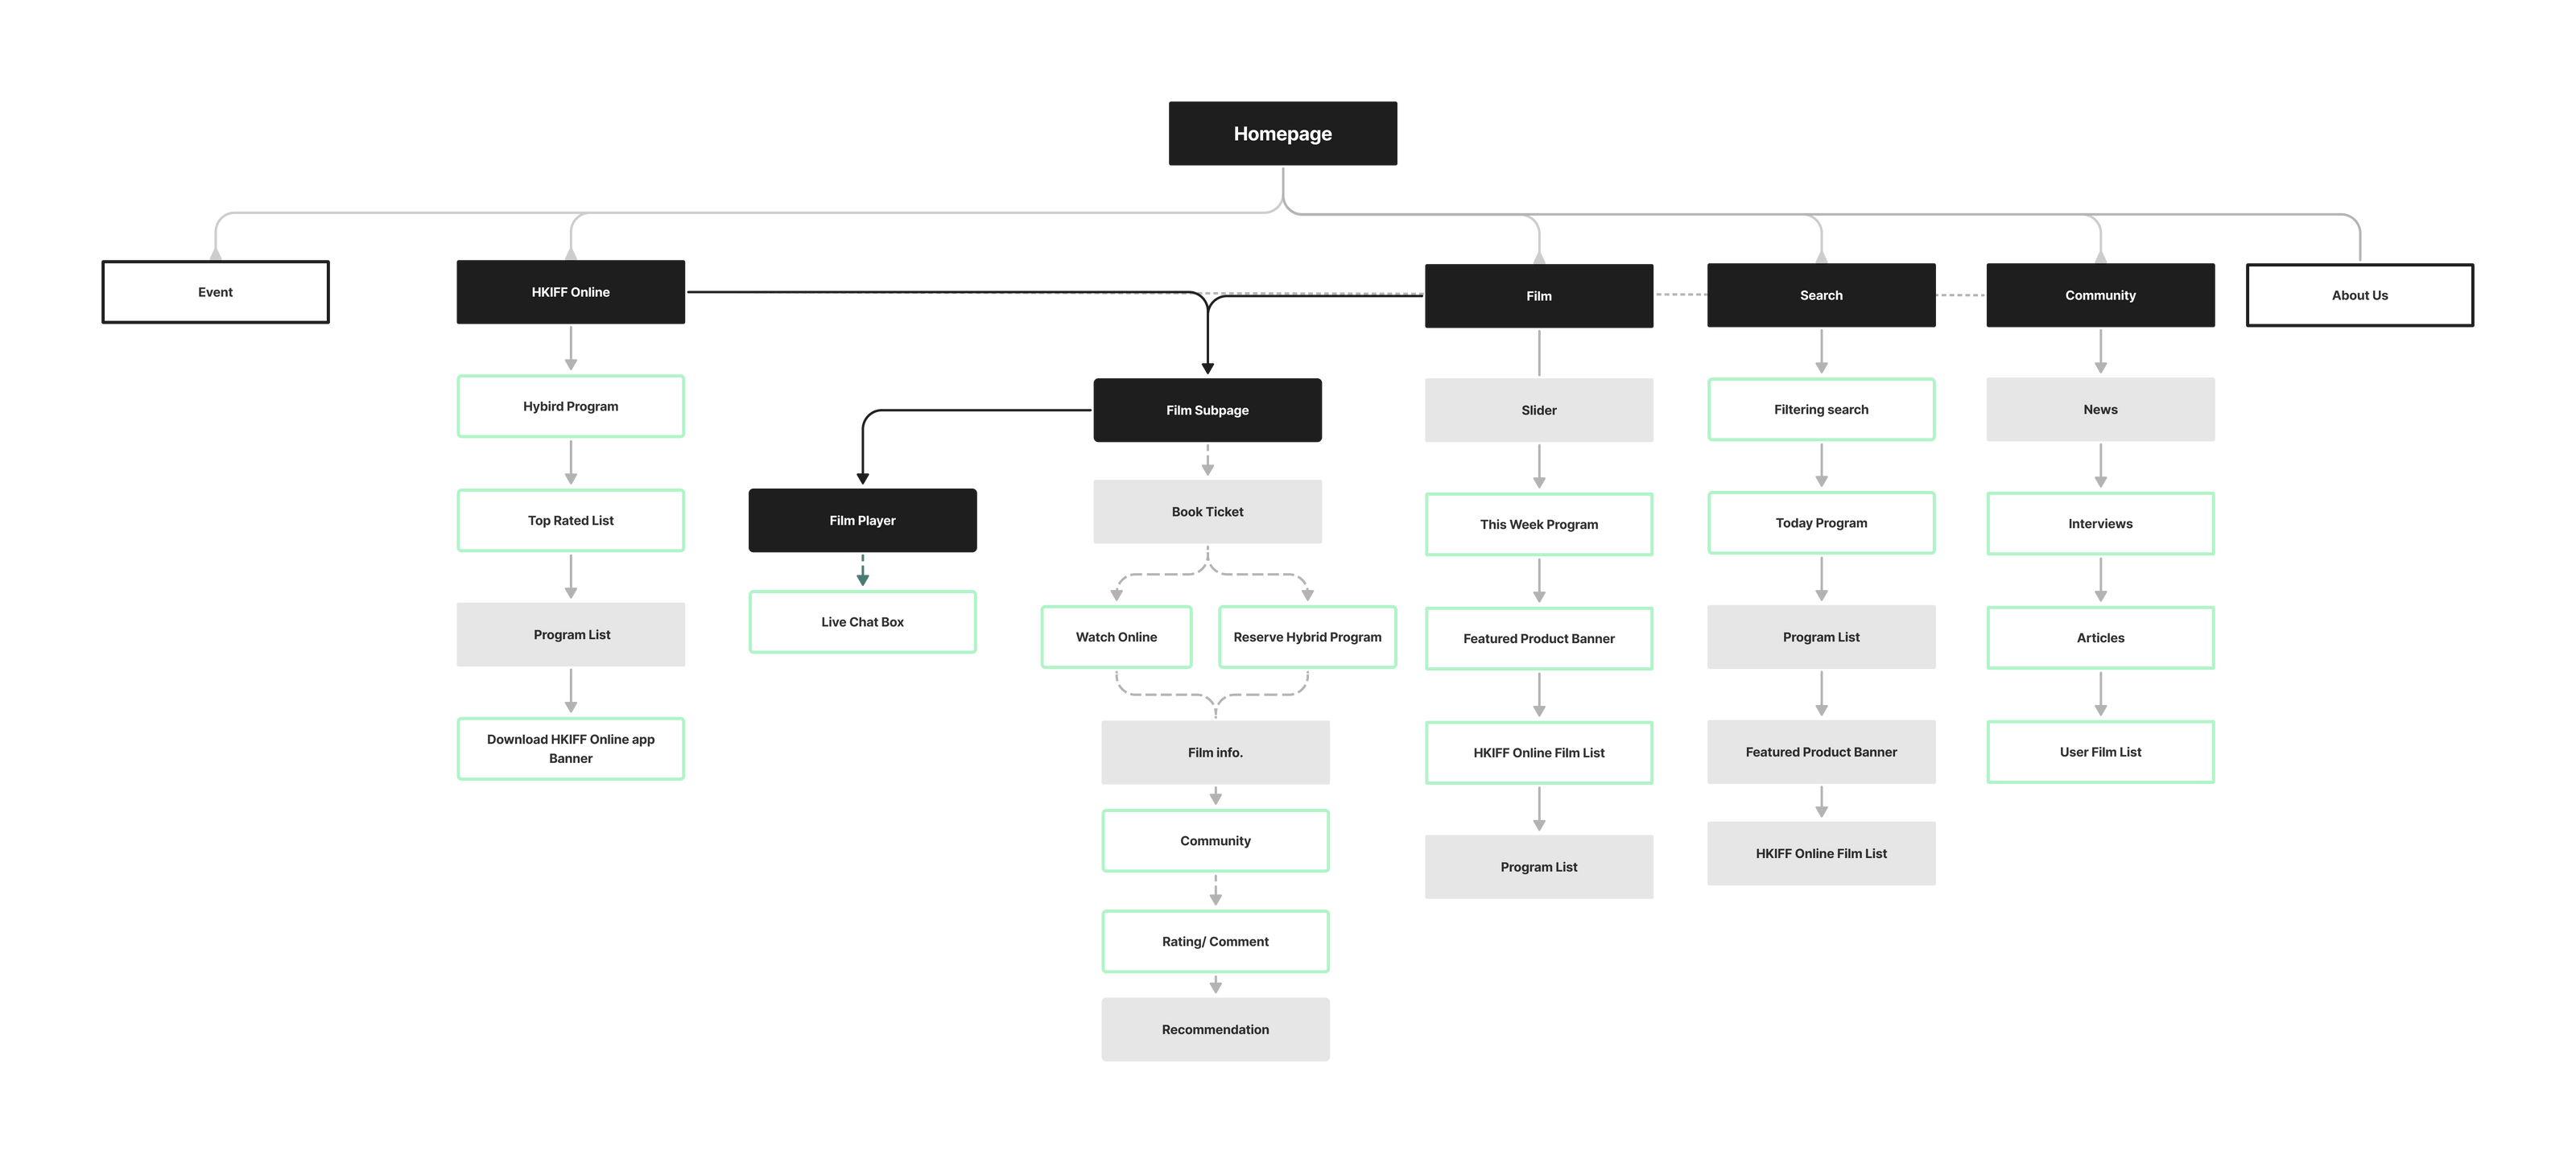 Homepage
Event
HKIFF Online
Film
Search
Community
About Us
Hybird Program
Top Rated List
Program List
Download HKIFF Online app
Banner
Film Subpage
Film Player
Live Chat Box
Book Ticket
Watch Online
Reserve Hybrid Program
Film info.
Community
Rating/ Comment
Recommendation
Slider
This Week Program
Featured Product Banner
HKIFF Online Film List
Program List
Filtering search
Today Program
Program List
Featured Product Banner
HKIFF Online Film List
News
Interviews
Articles
User Film List